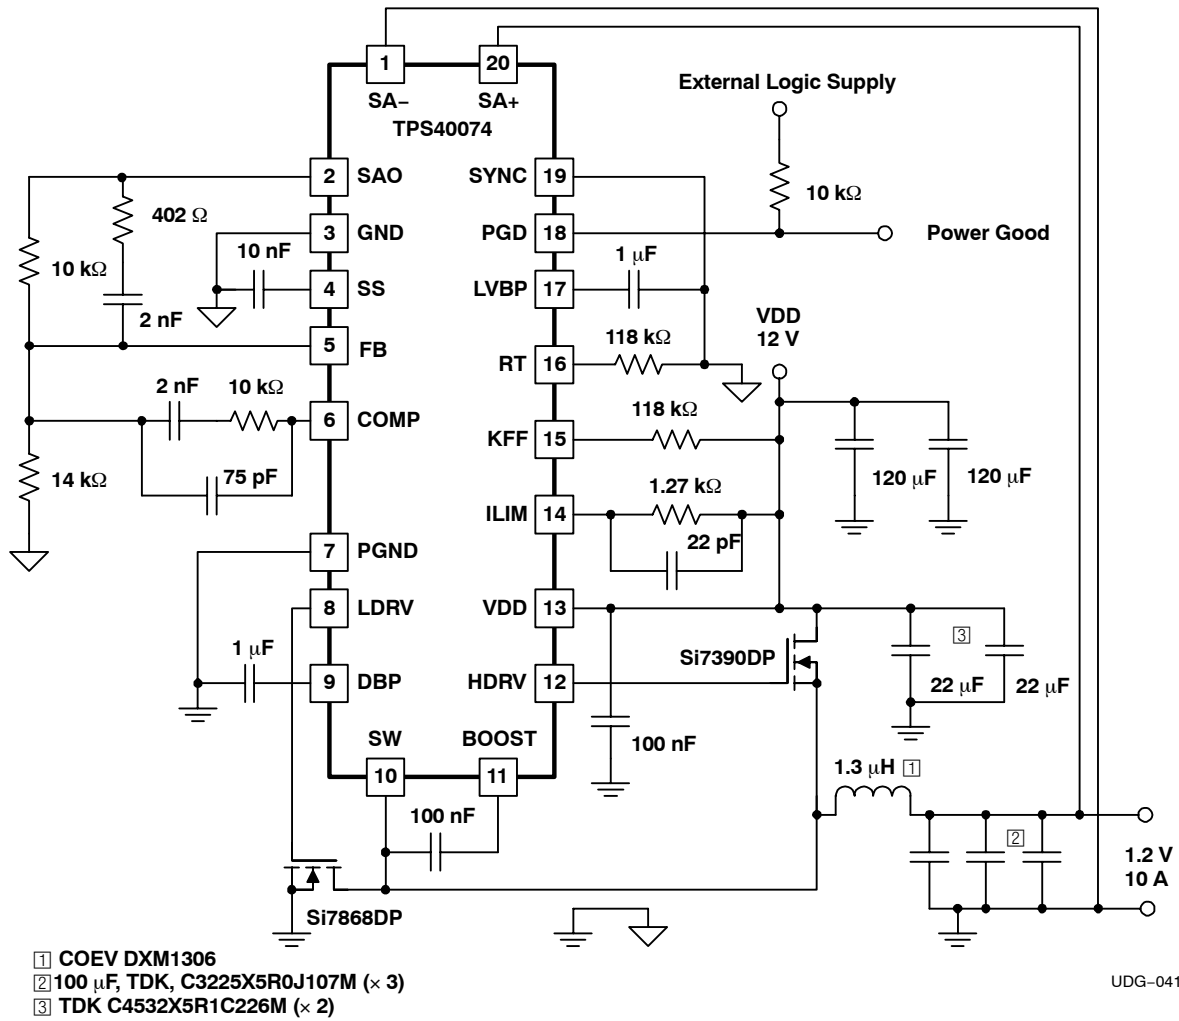 1
20
SA−
SA+
TPS40074
External Logic Supply
10 kΩ
Power Good
2
SAO
SYNC
19
402 Ω
3
GND
PGD
18
10 kΩ
10 nF
1 μF
4
SS
LVBP
17
2 nF
VDD
12 V
5
FB
118 kΩ
RT
16
2 nF
10 kΩ
6
COMP
118 kΩ
KFF
15
14 kΩ
75 pF
120 μF
120 μF
1.27 kΩ
ILIM
14
22 pF
7
PGND
8
LDRV
VDD
13
3
Si7390DP
1 μF
9
DBP
HDRV
12
22 μF
22 μF
SW
BOOST
100 nF
10
11
1.3 μH 1
100 nF
2
1.2 V
10 A
Si7868DP
1 COEV DXM1306
2 100 μF, TDK, C3225X5R0J107M (× 3)
3 TDK C4532X5R1C226M (× 2)
UDG−041